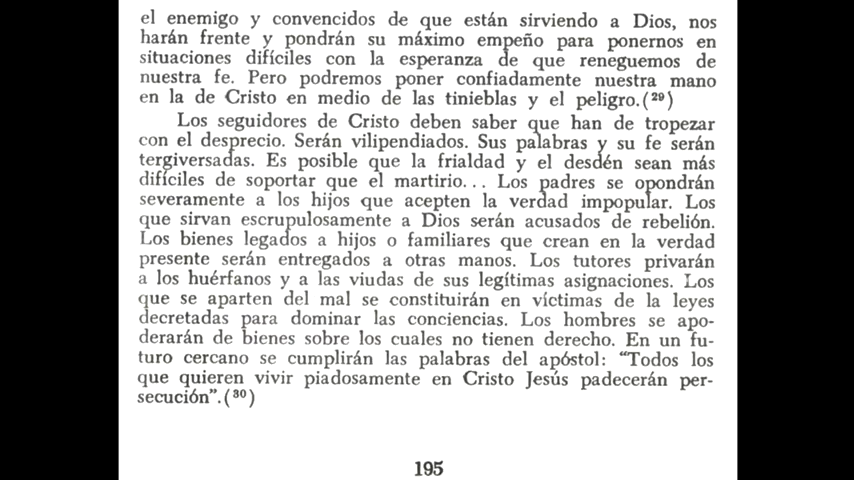 el enemigo y convencidos de que están sirviendo a Dios, nos
harán frente y pondrán su máximo empeño para ponernos en
situaciones difíciles con la esperanza de que reneguemos de
nuestra fe. Pero podremos poner confiadamente nuestra mano
en la de Cristo en medio de las tinieblas y el peligro.(29)
Los seguidores de Cristo deben saber que han de tropezar
con el desprecio. Serán vilipendiados. Sus palabras y su fe serán
tergiversadas. Es posible que la frialdad y el desdén sean más
difíciles de soportar que el martirio... Los padres se opondrán
severamente a los hijos que acepten la verdad impopular. Los
que sirvan escrupulosamente a Dios serán acusados de rebelión.
Los bienes legados a hijos o familiares que crean en la verdad
presente serán entregados a otras manos. Los tutores privarán
a los huérfanos y a las viudas de sus legítimas asignaciones. Los
que se aparten del mal se constituirán en víctimas de la leyes
decretadas para dominar las conciencias. Los hombres se apo-
derarán de bienes sobre los cuales no tienen derecho. En un fu-
turo cercano se cumplirán las palabras del apóstol: “Todos los
que quieren vivir piadosamente en Cristo Jesús padecerán per-
secución”.(30)
195